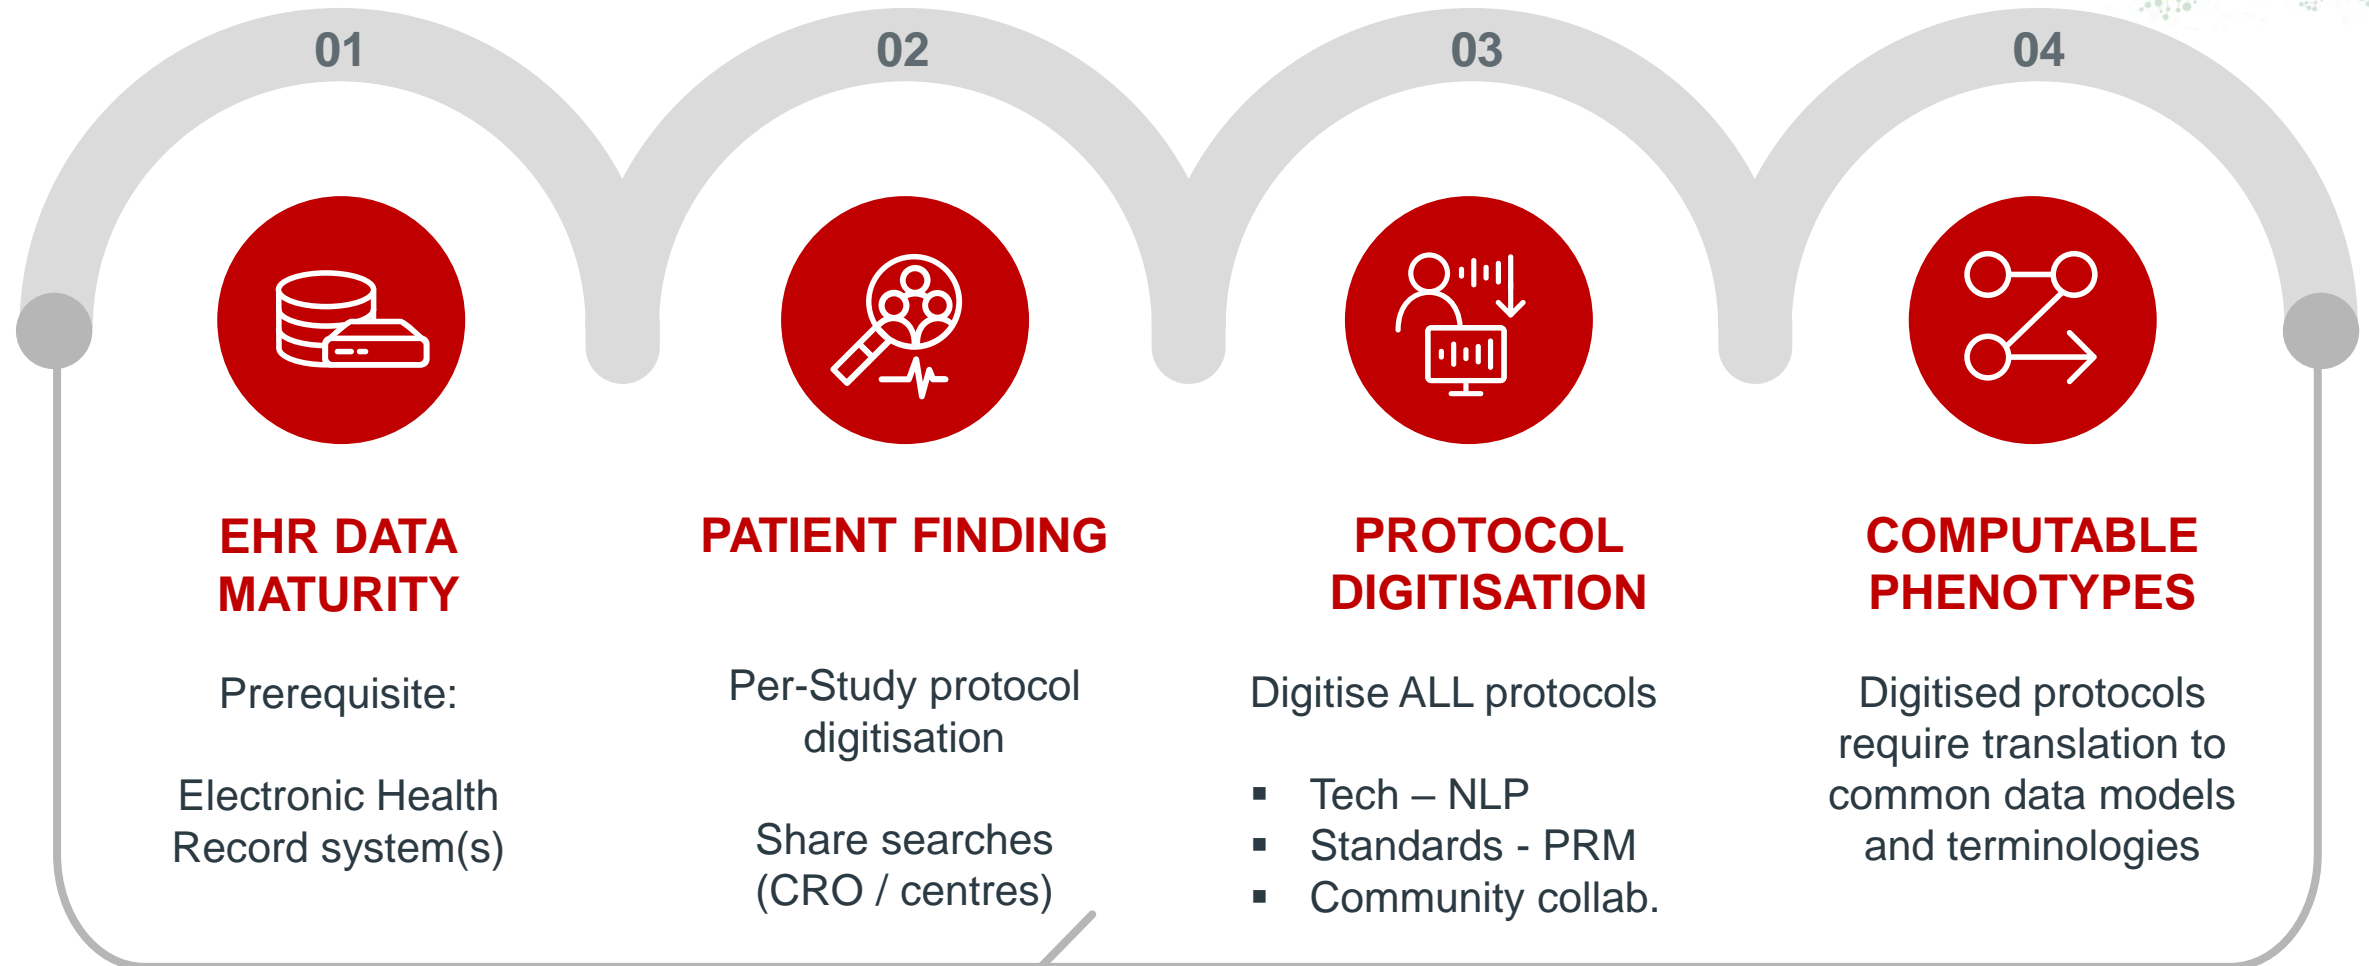 01
EHR DATA
MATURITY
Prerequisite:
Electronic Health
Record system(s)
02
PATIENT FINDING
Per-Study protocol
digitisation
Share searches
(CRO / centres)
03
PROTOCOL
DIGITISATION
Digitise ALL protocols
▪ Tech – NLP
▪ Standards - PRM
▪ Community collab.
04
COMPUTABLE
PHENOTYPES
Digitised protocols
require translation to
common data models
and terminologies